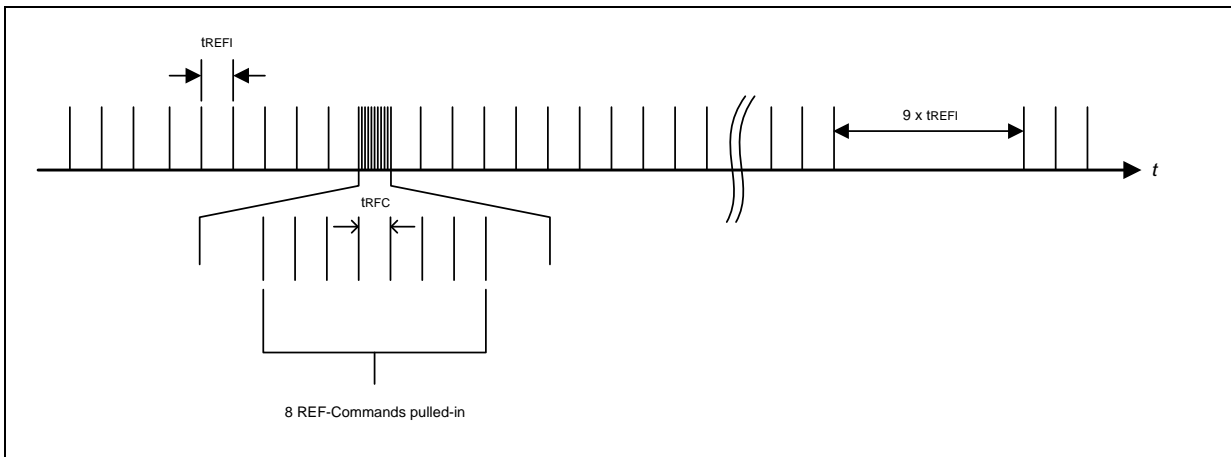 tREFI
9 x tREFI
t
tRFC
8 REF-Commands pulled-in